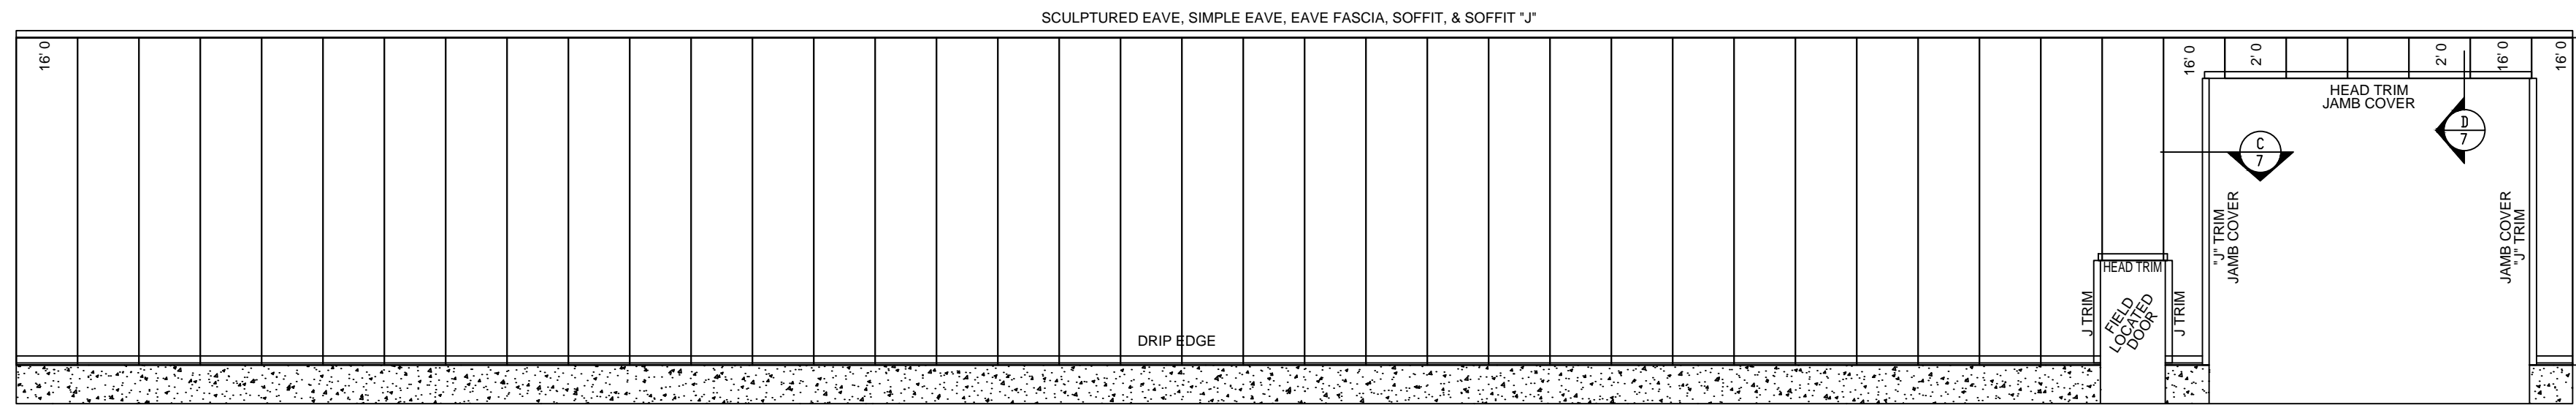 SCULPTURED EAVE, SIMPLE EAVE, EAVE FASCIA, SOFFIT, & SOFFIT "J"
16' 0
16' 0
2' 0
2' 0
16' 0
16' 0
HEAD TRIM
JAMB COVER
D
7
C
7
"J" TRIM
JAMB COVER
JAMB COVER
"J" TRIM
HEAD TRIM
J TRIM
FIELD
LOCATED
DOOR
J TRIM
DRIP EDGE